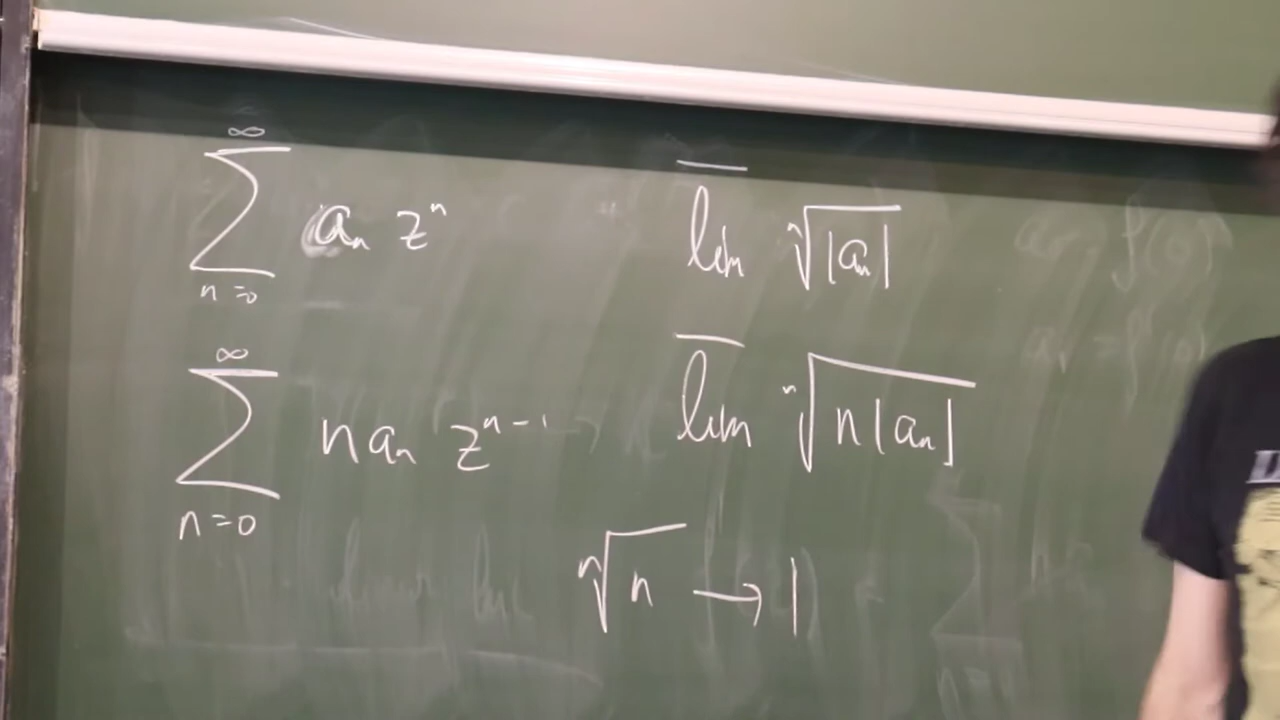 ∞
∑ aₙ zⁿ    lim̅ ⁿ√|aₙ|
n=0
∞
∑ n aₙ zⁿ⁻¹    lim̅ ⁿ√n|aₙ|
n=0
ⁿ√n → 1